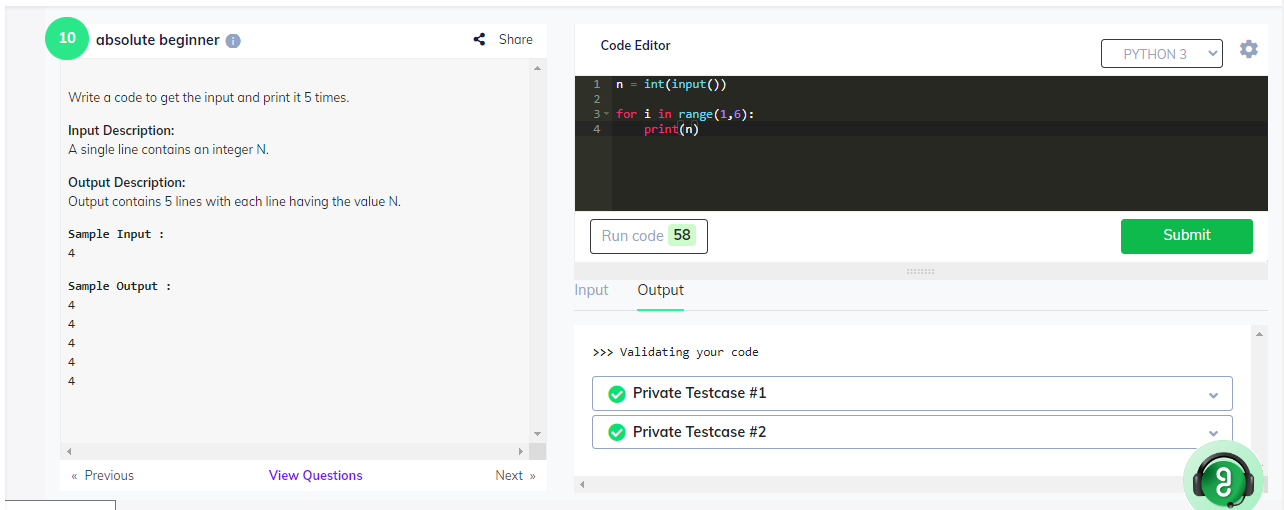 10 absolute beginner i
Share
Write a code to get the input and print it 5 times.
Input Description:
A single line contains an integer N.
Output Description:
Output contains 5 lines with each line having the value N.
Sample Input :
4
Sample Output :
4
4
4
4
4
« Previous
View Questions
Next »
Code Editor
PYTHON 3
1 n = int(input())
2
3 for i in range(1,6):
4 print(n)
Run code 58
Submit
Input
Output
>>> Validating your code
Private Testcase #1
Private Testcase #2